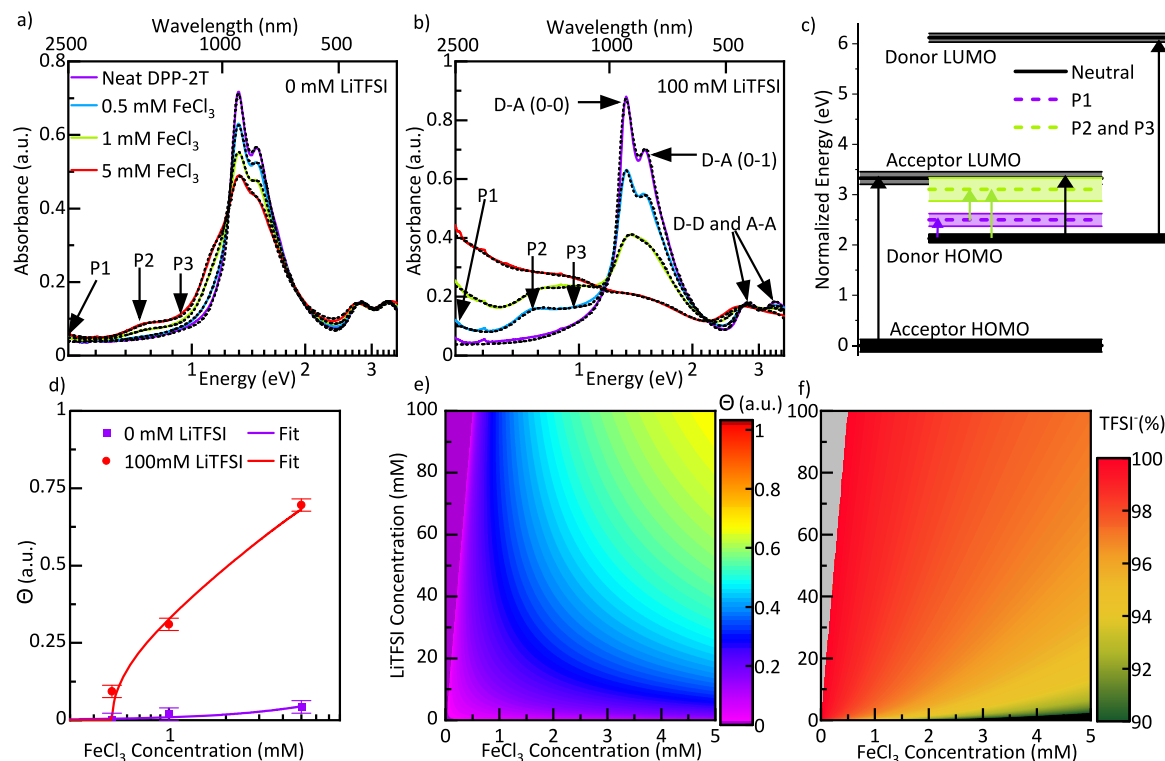 a)
Wavelength (nm)
2500
1000
500
0.8
0.6
0.4
0.2
0
Absorbance (a.u.)
Neat DPP-2T
0.5 mM FeCl₃
1 mM FeCl₃
5 mM FeCl₃
0 mM LiTFSI
P1
P2
P3
1
2
3
Energy (eV)
b)
Wavelength (nm)
2500
1000
500
1
0.8
0.6
0.4
0.2
0
Absorbance (a.u.)
100 mM LiTFSI
D-A (0-0)
D-A (0-1)
D-D and A-A
P1
P2
P3
1
2
3
Energy (eV)
c)
6
5
4
3
2
1
0
Normalized Energy (eV)
Donor LUMO
Neutral
P1
P2 and P3
Acceptor LUMO
Donor HOMO
Acceptor HOMO
d)
1
0.75
0.5
0.25
0
Θ (a.u.)
0 mM LiTFSI
Fit
100mM LiTFSI
Fit
1
FeCl₃ Concentration (mM)
e)
100
80
60
40
20
0
LiTFSI Concentration (mM)
0
1
2
3
4
5
FeCl₃ Concentration (mM)
Θ (a.u.)
1
0.8
0.6
0.4
0.2
0
f)
100
80
60
40
20
0
0
1
2
3
4
5
FeCl₃ Concentration (mM)
TFSI⁻(%)
100
98
96
94
92
90